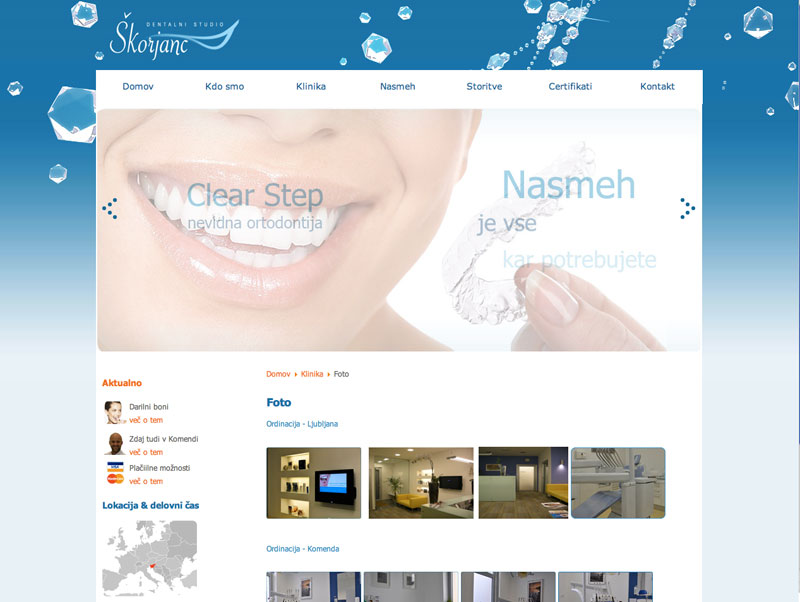 DENTALNI STUDIO
Škorjanc
Domov
Kdo smo
Klinika
Nasmeh
Storitve
Certifikati
Kontakt
Clear Step
nevidna ortodontija
Nasmeh
je vse
kar potrebujete
Aktualno
Darilni boni
več o tem
Zdaj tudi v Komendi
več o tem
VISA
Plačilne možnosti
MasterCard
več o tem
Lokacija & delovni čas
Domov Klinika Foto
Foto
Ordinacija - Ljubljana
Ordinacija - Komenda